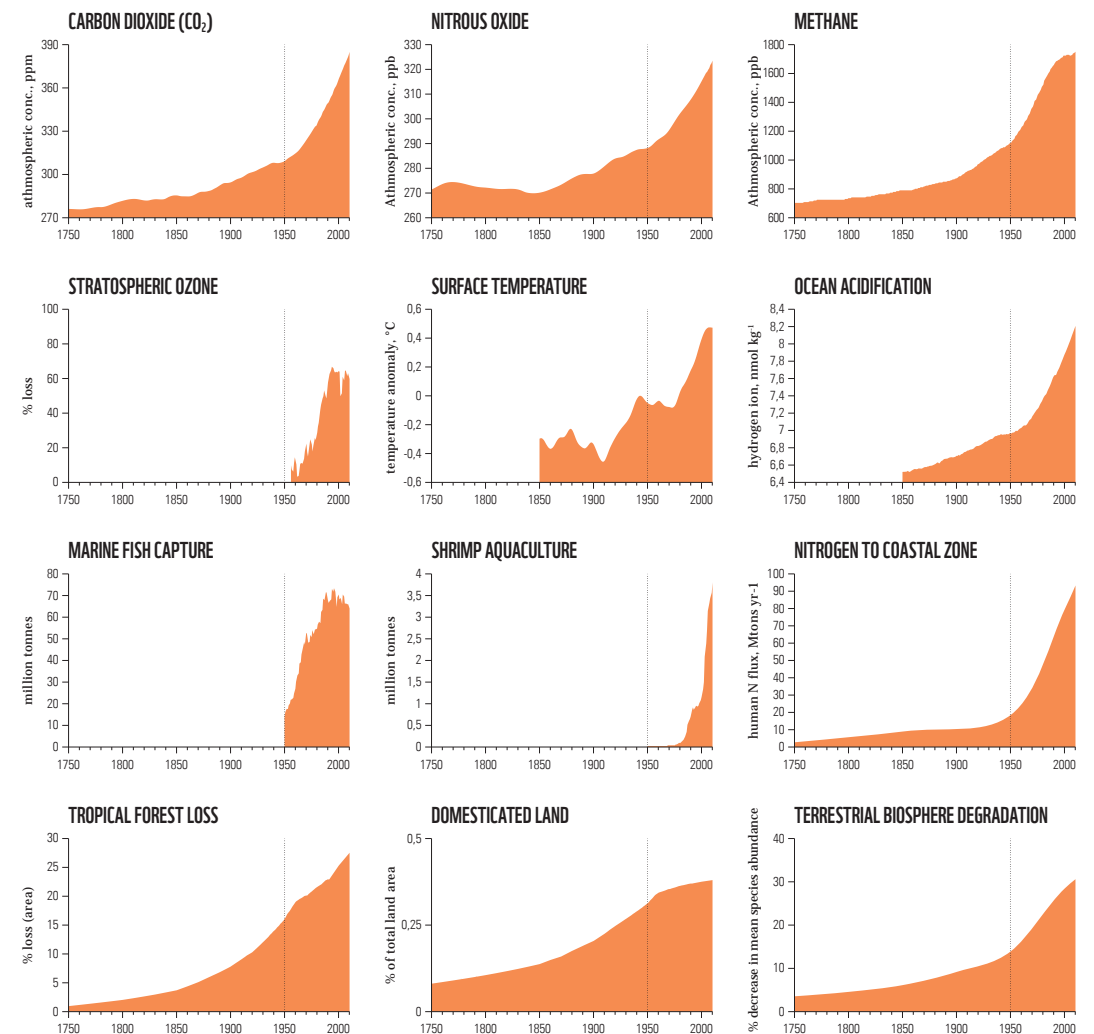 CARBON DIOXIDE (CO₂)
athmospheric conc., ppm
390
360
330
300
270
1750 1800 1850 1900 1950 2000
NITROUS OXIDE
Athmospheric conc., ppb
330
320
310
300
290
280
270
260
1750 1800 1850 1900 1950 2000
METHANE
Athmospheric conc., ppb
1800
1600
1400
1200
1000
800
600
1750 1800 1850 1900 1950 2000
STRATOSPHERIC OZONE
% loss
100
80
60
40
20
0
1750 1800 1850 1900 1950 2000
SURFACE TEMPERATURE
temperature anomaly, °C
0,6
0,4
0,2
0
-0,2
-0,4
-0,6
1750 1800 1850 1900 1950 2000
OCEAN ACIDIFICATION
hydrogen ion, nmol kg⁻¹
8,4
8,2
8
7,8
7,6
7,4
7,2
7
6,8
6,6
6,4
1750 1800 1850 1900 1950 2000
MARINE FISH CAPTURE
million tonnes
80
70
60
50
40
30
20
10
0
1750 1800 1850 1900 1950 2000
SHRIMP AQUACULTURE
million tonnes
4
3,5
3
2,5
2
1,5
1
0,5
0
1750 1800 1850 1900 1950 2000
NITROGEN TO COASTAL ZONE
human N flux, Mtons yr-1
100
90
80
70
60
50
40
30
20
10
0
1750 1800 1850 1900 1950 2000
TROPICAL FOREST LOSS
% loss (area)
30
25
20
15
10
5
0
1750 1800 1850 1900 1950 2000
DOMESTICATED LAND
% of total land area
0,5
0,25
0
1750 1800 1850 1900 1950 2000
TERRESTRIAL BIOSPHERE DEGRADATION
% decrease in mean species abundance
40
30
20
10
0
1750 1800 1850 1900 1950 2000